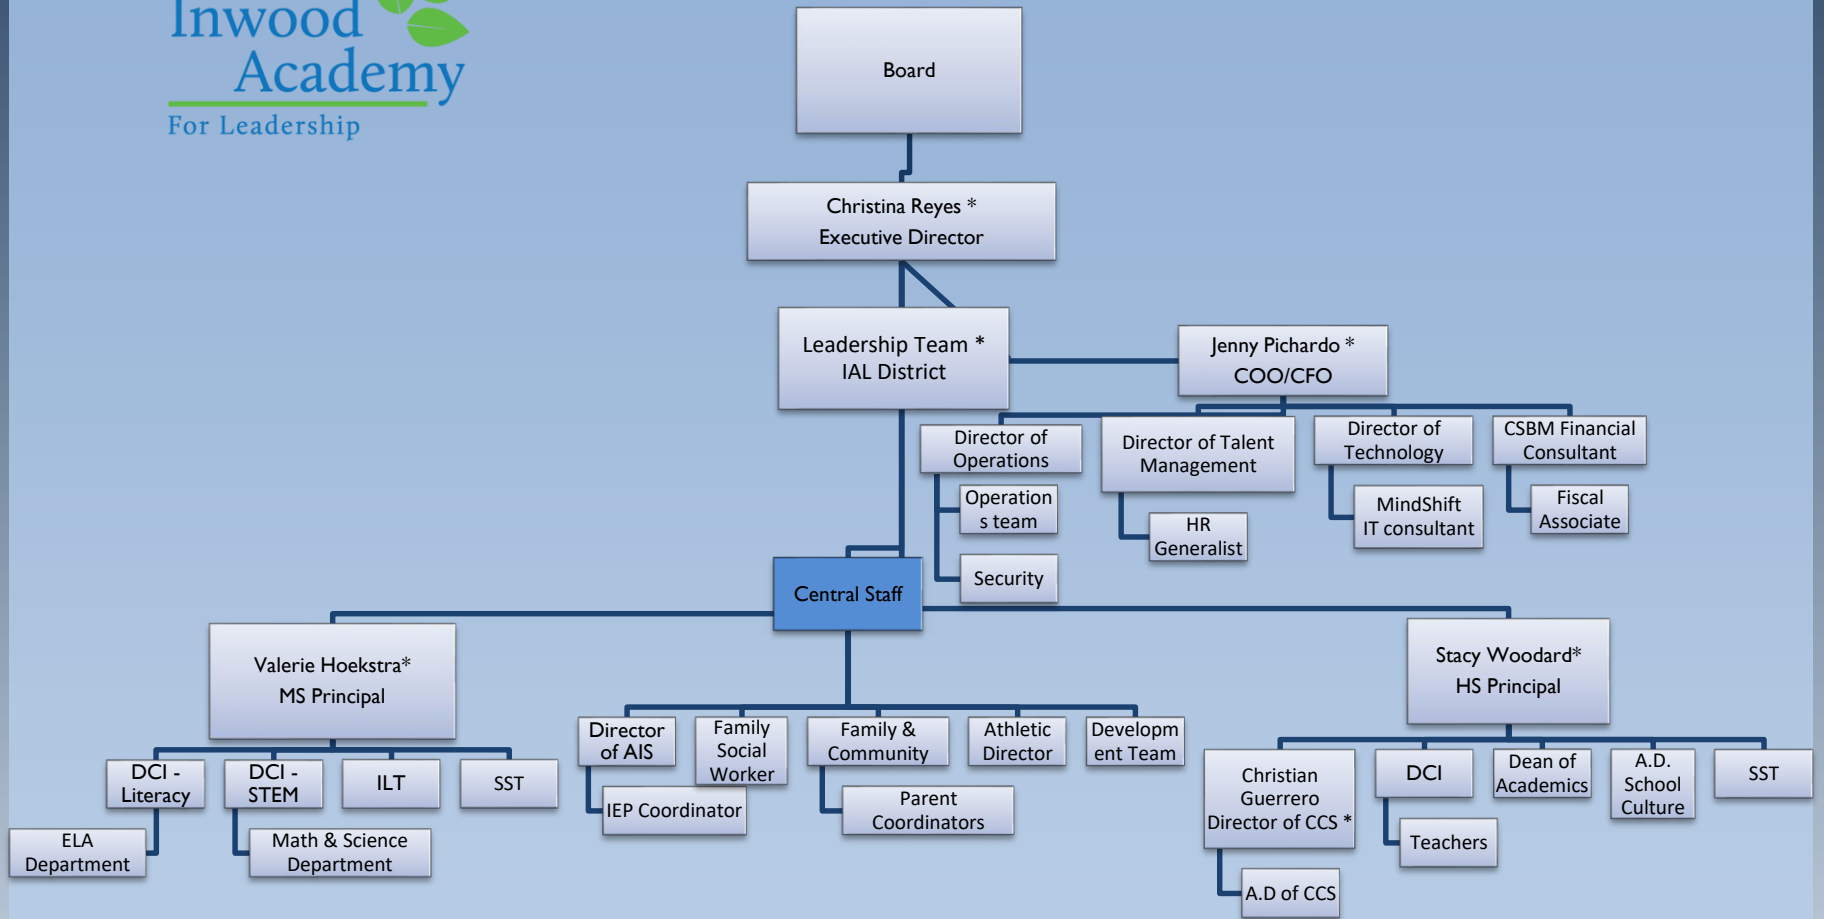 Inwood
Academy
For Leadership
Board
Christina Reyes *
Executive Director
Leadership Team *
IAL District
Jenny Pichardo *
COO/CFO
Director of
Operations
Operation
s team
Security
Director of Talent
Management
HR
Generalist
Director of
Technology
MindShift
IT consultant
CSBM Financial
Consultant
Fiscal
Associate
Central Staff
Valerie Hoekstra*
MS Principal
DCI -
Literacy
ELA
Department
DCI -
STEM
Math & Science
Department
ILT
SST
Director
of AIS
IEP Coordinator
Family
Social
Worker
Family &
Community
Parent
Coordinators
Athletic
Director
Developm
ent Team
Stacy Woodard*
HS Principal
Christian
Guerrero
Director of CCS *
A.D of CCS
DCI
Teachers
Dean of
Academics
A.D.
School
Culture
SST